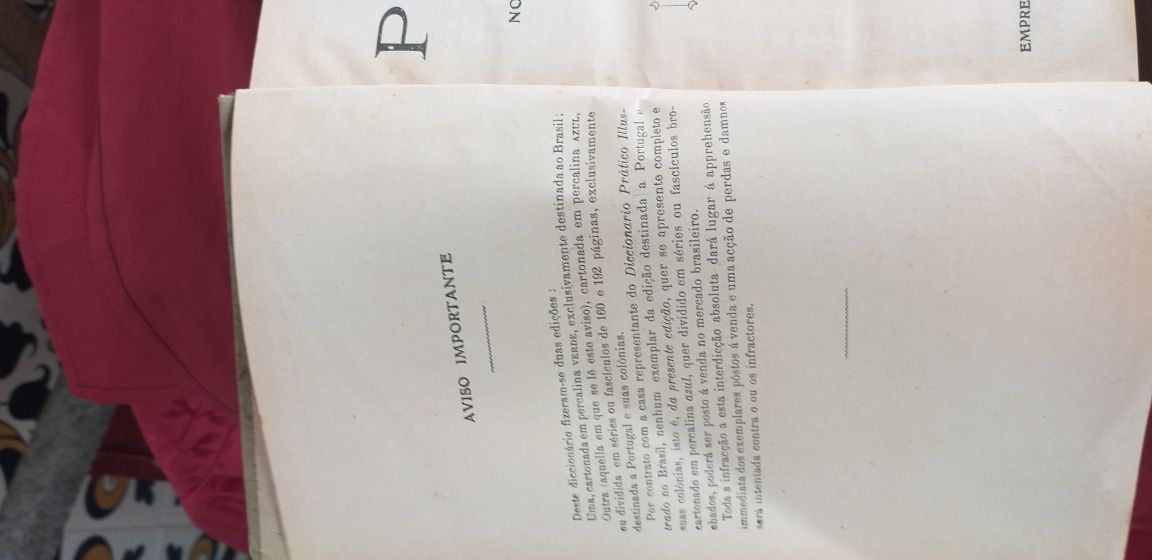 AVISO IMPORTANTE
Deste diccionário fizeram-se duas edições:
Uma, cartonada em percalina VERDE, exclusivamente destinada ao Brasil;
Outra (aquella em que se lê este aviso), cartonada em percalina AZUL,
ou dividida em séries ou fascículos de 160 e 192 páginas, exclusivamente
destinada a Portugal e suas colónias.
Por contrato com a casa representante do Diccionario Prático Illus-
trado no Brasil, nenhum exemplar da edição destinada a Portugal e
suas colónias, isto é, da presente edição, quer se apresente completo e
cartonado em percalina azul, quer dividido em séries ou fascículos bro-
chados, poderá ser posto á venda no mercado brasileiro.
Toda a infracção a esta interdicção absoluta dará lugar á apprehensão
immediata dos exemplares póstos á venda e uma acção de perdas e damnos
será intentada contra o ou os infractores.
P
NO
EMPRE